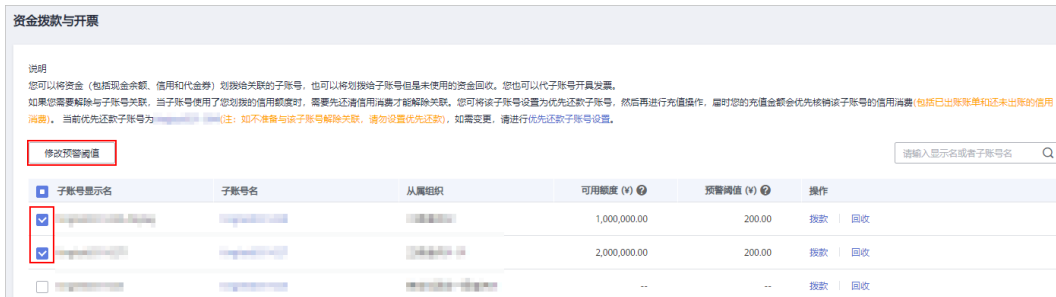 资金拨款与开票
说明
您可以将资金（包括现金余额、信用和代金券）划拨给关联的子账号，也可以将划拨给子账号但是未使用的资金回收。您也可以代子账号开具发票。
如果您需要解除与子账号关联，当子账号使用了您划拨的信用额度时，需要先还清信用消费才能解除关联。您可将该子账号设置为优先还款子账号，然后再进行充值操作，届时您的充值金额会优先核销该子账号的信用消费(包括已出账账单和还未出账的信用
消费)。 当前优先还款子账号为 (注：如不准备与该子账号解除关联，请勿设置优先还款)，如需变更，请进行优先还款子账号设置。
修改预警阈值
请输入显示名或者子账号名
子账号显示名 子账号名 从属组织 可用额度 (¥) 预警阈值 (¥) 操作
1,000,000.00 200.00 拨款 回收
2,000,000.00 200.00 拨款 回收
-- -- 拨款 回收